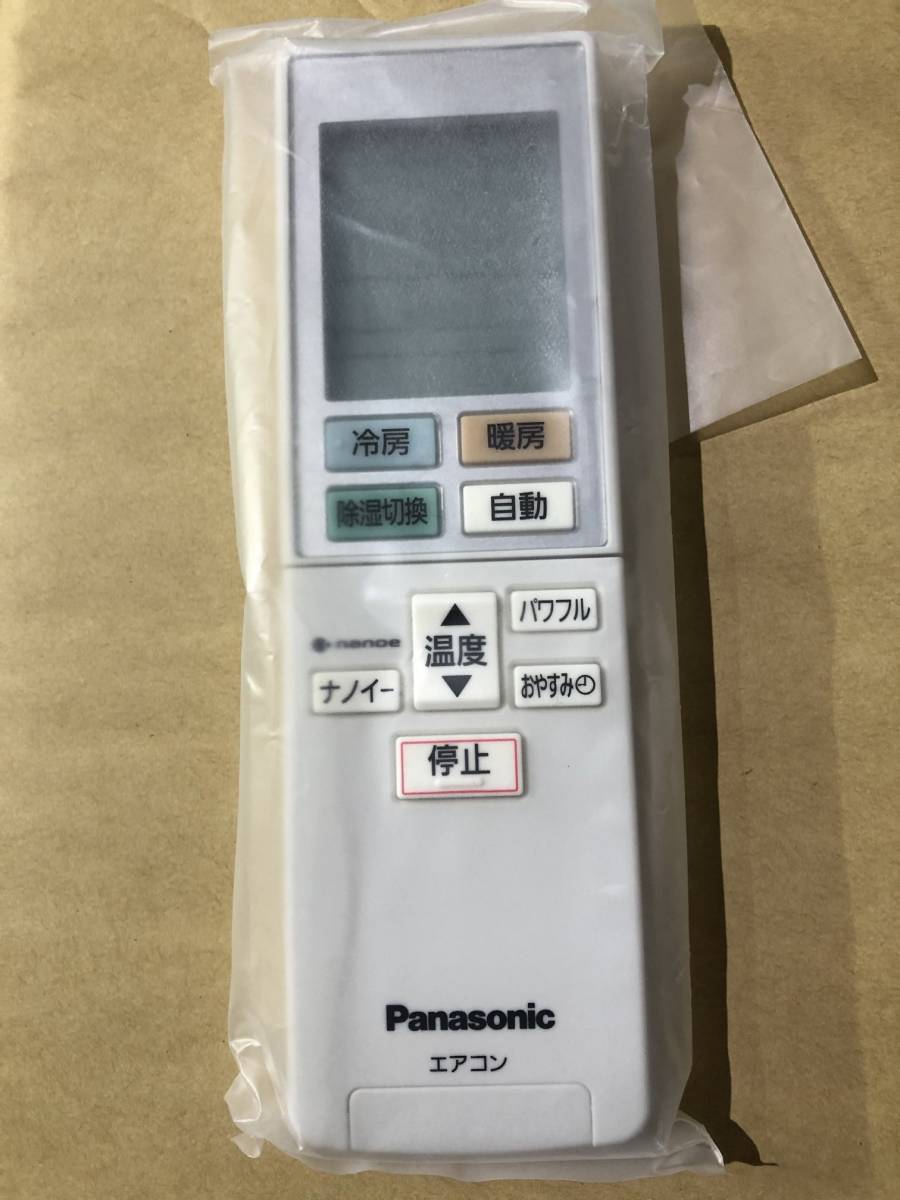 冷房
暖房
除湿切換
自動
▲
温度
▼
パワフル
nanoe
ナノイー
おやすみ
停止
Panasonic
エアコン